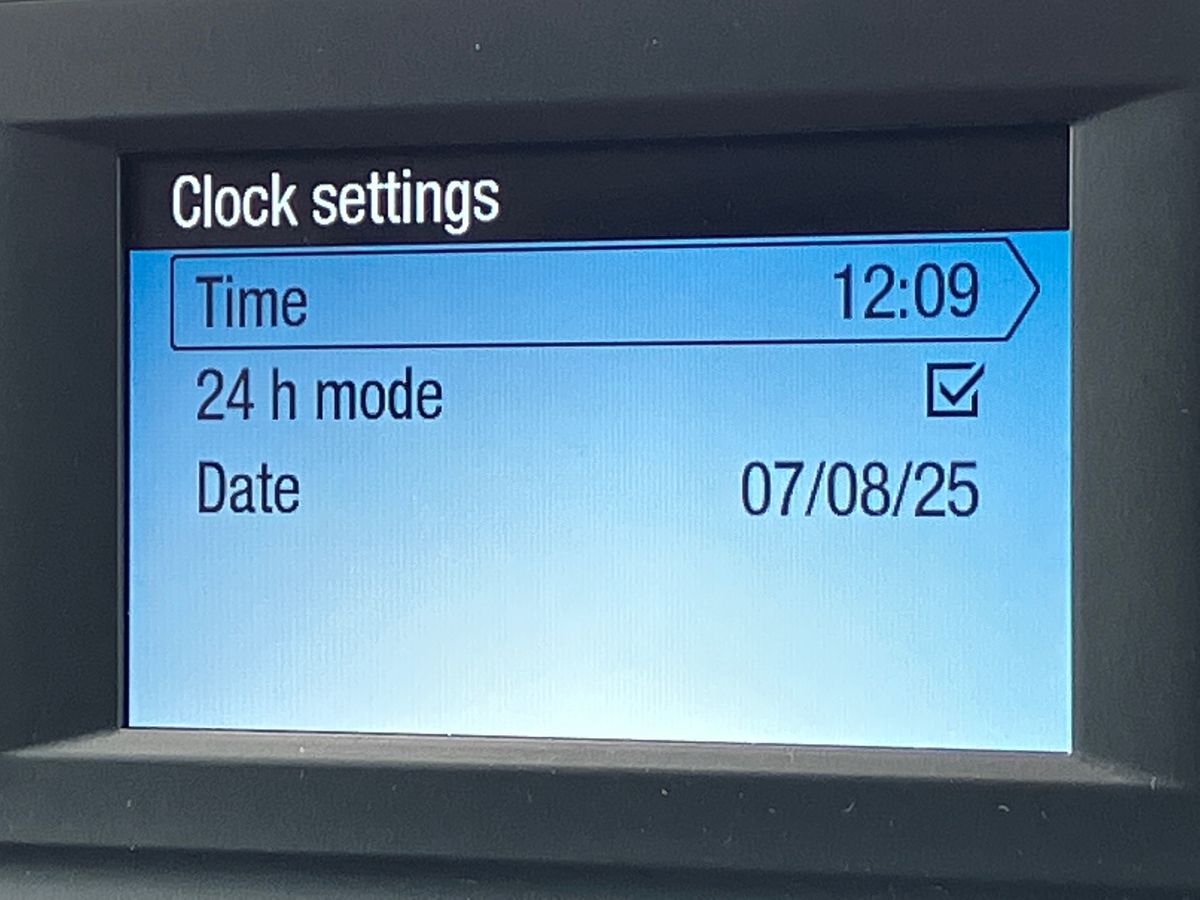 Clock settings
Time 12:09
24 h mode
Date 07/08/25